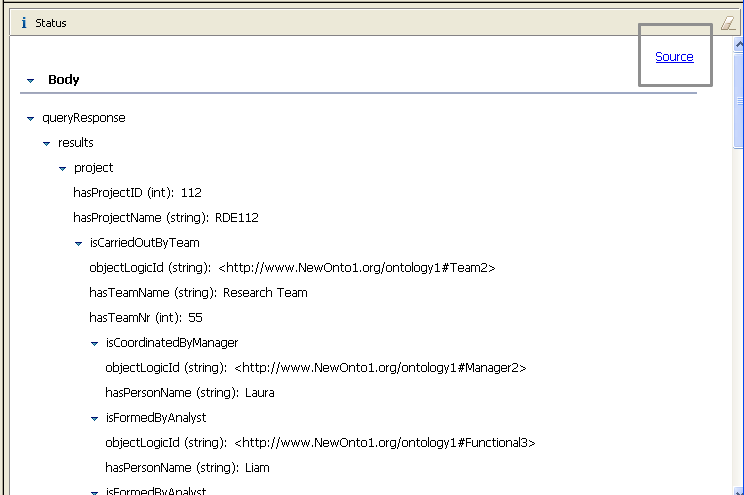 Status
Source
Body
queryResponse
results
project
hasProjectID (int): 112
hasProjectName (string): RDE112
isCarriedOutByTeam
objectLogicId (string): <http://www.NewOnto1.org/ontology1#Team2>
hasTeamName (string): Research Team
hasTeamNr (int): 55
isCoordinatedByManager
objectLogicId (string): <http://www.NewOnto1.org/ontology1#Manager2>
hasPersonName (string): Laura
isFormedByAnalyst
objectLogicId (string): <http://www.NewOnto1.org/ontology1#Functional3>
hasPersonName (string): Liam
isFormedByAnalyst